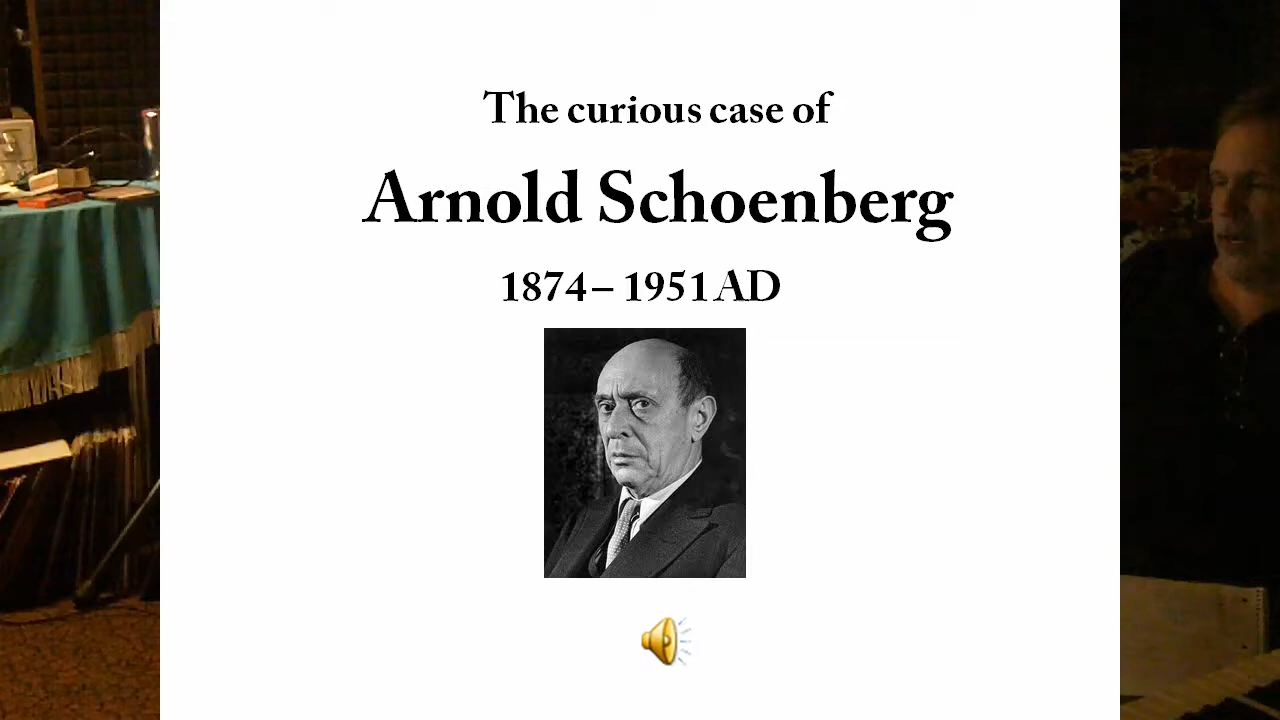 The curious case of
Arnold Schoenberg
1874 – 1951 AD